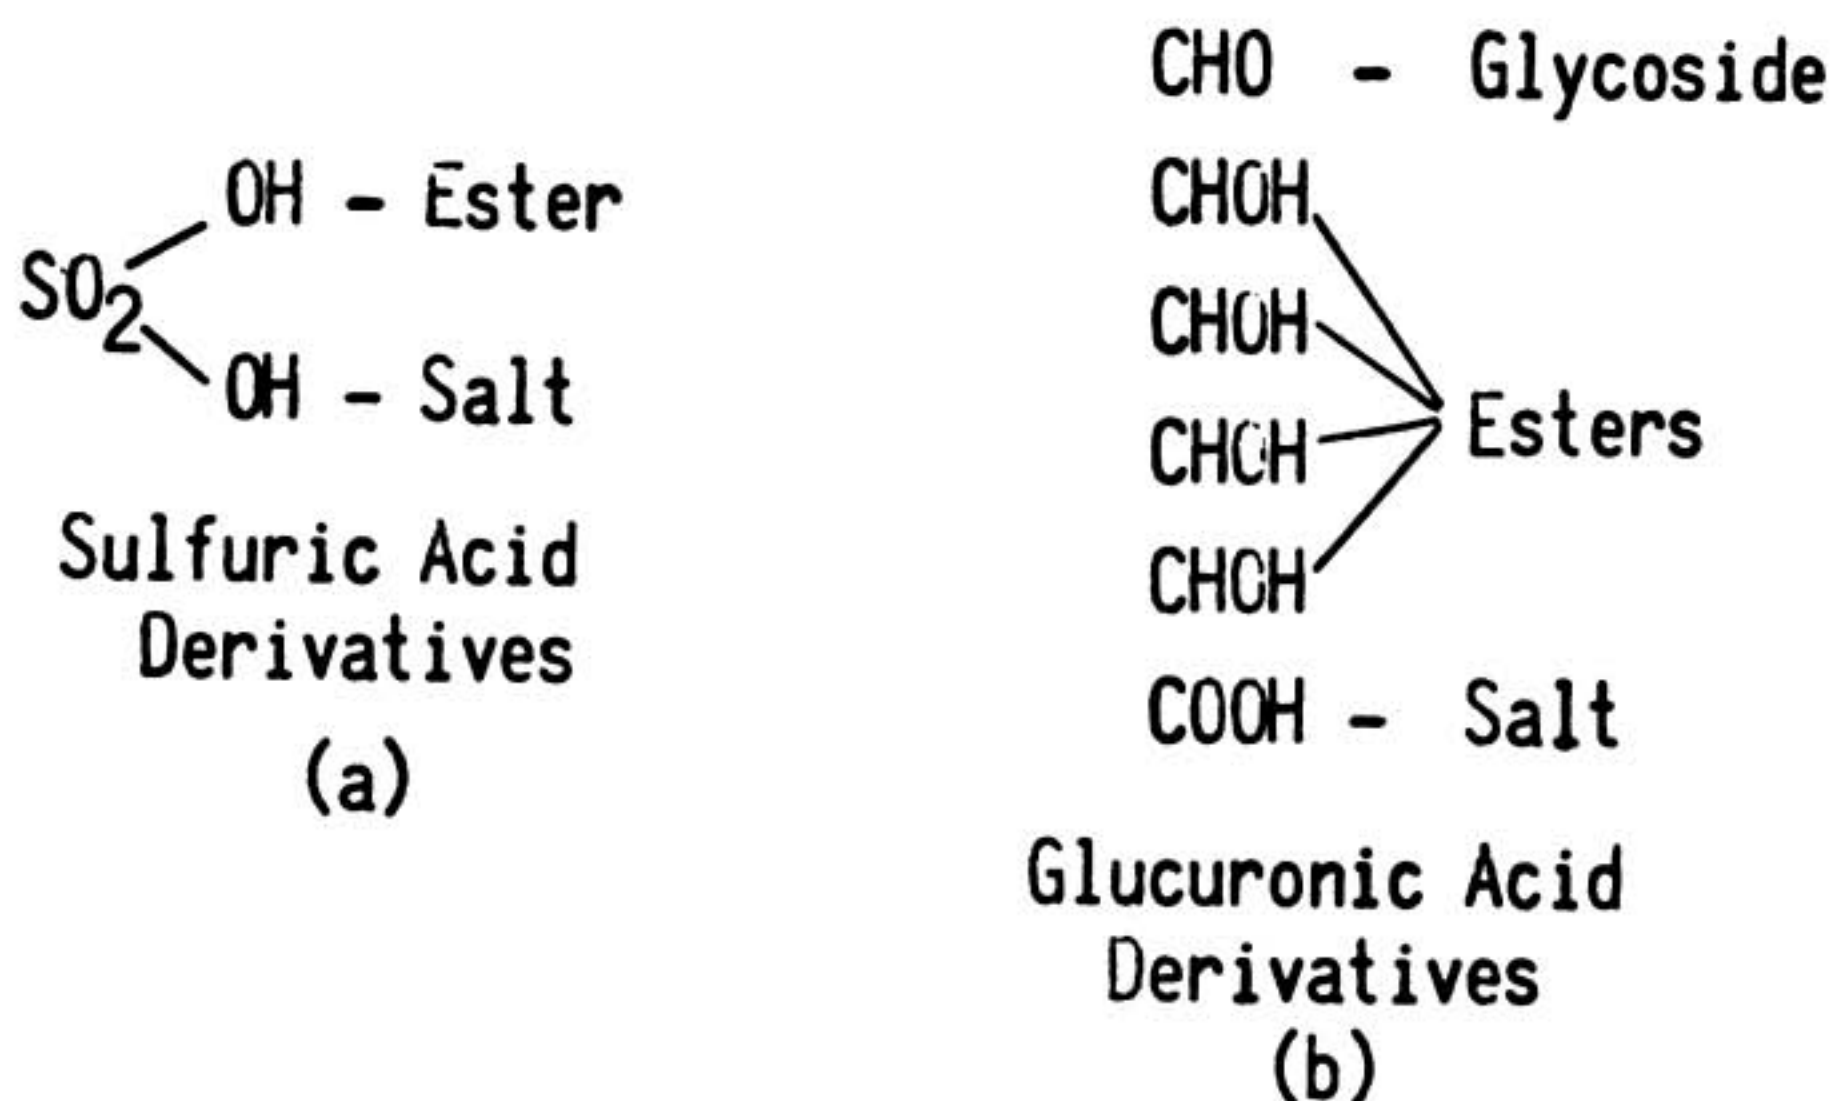 OH - Ester
SO2
OH - Salt
Sulfuric Acid
Derivatives
(a)
CHO - Glycoside
CHOH
CHOH
CHOH
Esters
CHOH
COOH - Salt
Glucuronic Acid
Derivatives
(b)